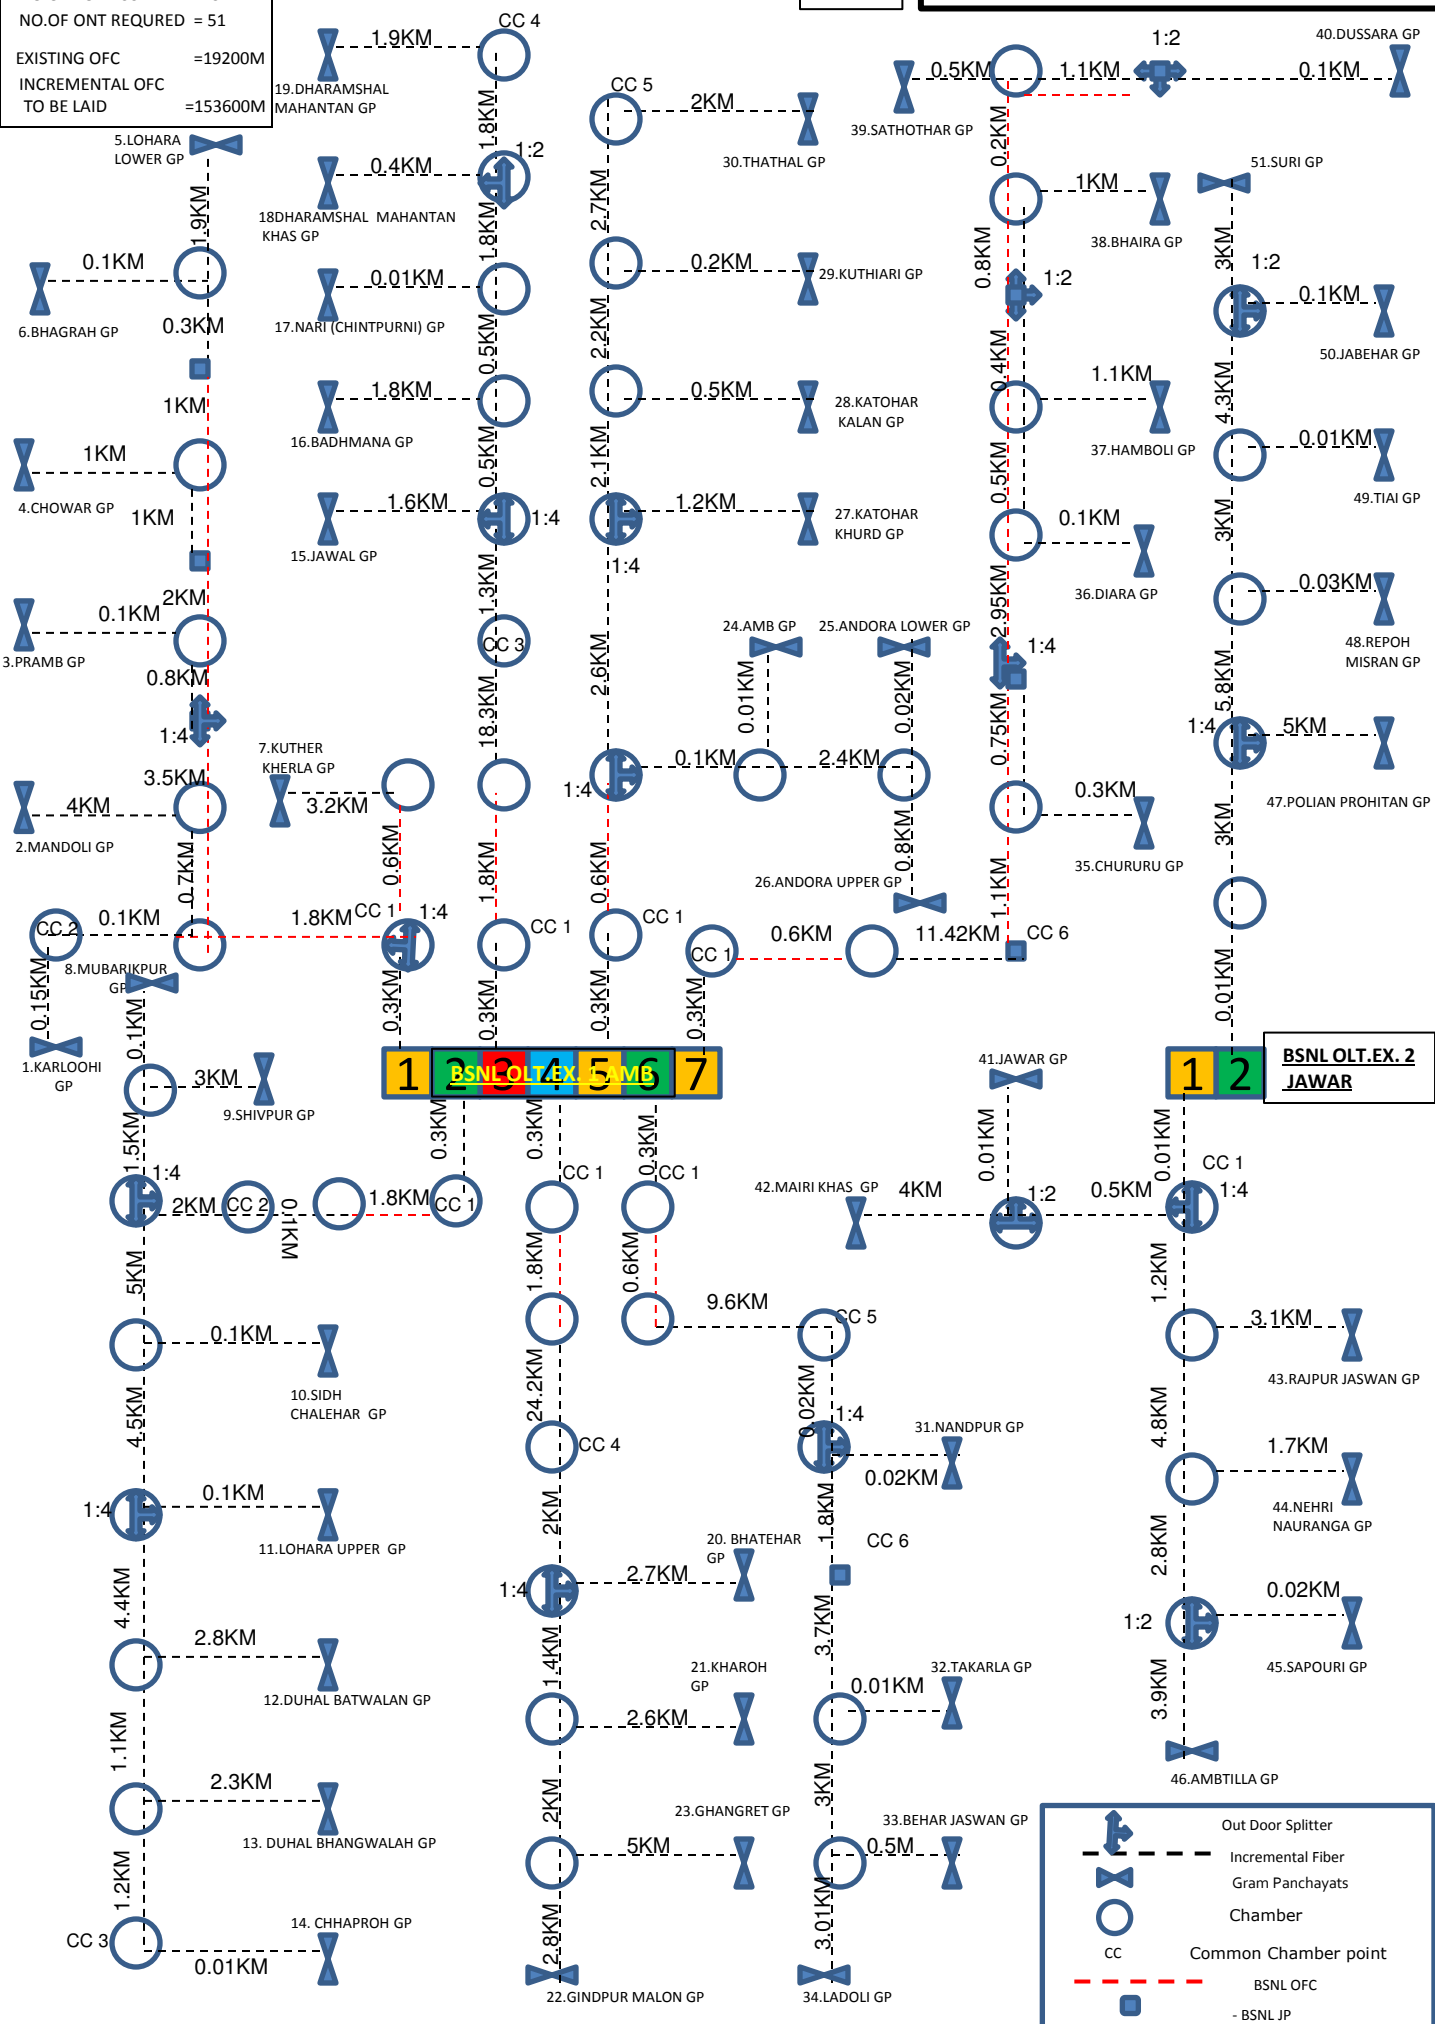 NO.OF ONT REQURED = 51
EXISTING OFC =19200M
INCREMENTAL OFC
TO BE LAID =153600M
5.LOHARA
LOWER GP
1.9KM
0.1KM
6.BHAGRAH GP
0.3KM
1KM
1KM
4.CHOWAR GP
1KM
2KM
0.1KM
3.PRAMB GP
0.8KM
1:4
3.5KM
4KM
2.MANDOLI GP
0.7KM
CC 2
0.1KM
1.8KM
0.15KM
1.KARLOOHI
GP
7.KUTHER
KHERLA GP
3.2KM
0.6KM
CC 1
1:4
0.3KM
CC 4
1.9KM
19.DHARAMSHAL
MAHANTAN GP
1.8KM
1:2
0.4KM
18DHARAMSHAL MAHANTAN
KHAS GP
1.8KM
0.01KM
17.NARI (CHINTPURNI) GP
0.5KM
1.8KM
16.BADHMANA GP
0.5KM
1.6KM
1:4
15.JAWAL GP
1.3KM
CC 3
18.3KM
1.8KM
CC 1
0.3KM
CC 5
2KM
30.THATHAL GP
2.7KM
0.2KM
29.KUTHIARI GP
2.2KM
0.5KM
28.KATOHAR
KALAN GP
2.1KM
1.2KM
27.KATOHAR
KHURD GP
1:4
2.6KM
24.AMB GP
0.01KM
25.ANDORA LOWER GP
0.02KM
1:4
0.1KM
2.4KM
0.8KM
26.ANDORA UPPER GP
0.6KM
CC 1
0.3KM
1:2
40.DUSSARA GP
0.5KM
1.1KM
0.1KM
39.SATHOTHAR GP
0.2KM
1KM
38.BHAIRA GP
0.8KM
1:2
0.4KM
1.1KM
37.HAMBOLI GP
0.5KM
0.1KM
36.DIARA GP
2.95KM
1:4
0.75KM
0.3KM
35.CHURURU GP
1.1KM
CC 6
11.42KM
0.6KM
CC 1
0.3KM
51.SURI GP
3KM
1:2
0.1KM
50.JABEHAR GP
4.3KM
0.01KM
49.TIAI GP
3KM
0.03KM
48.REPOH
MISRAN GP
5.8KM
1:4
5KM
47.POLIAN PROHITAN GP
3KM
0.01KM
1 2 3 4 5 6 7
BSNL OLT.EX. 1 AMB
1 2
BSNL OLT.EX. 2
JAWAR
8.MUBARIKPUR
GP
0.1KM
3KM
9.SHIVPUR GP
1.5KM
1:4
2KM
CC 2
0.1KM
1.8KM
CC 1
0.3KM
5KM
0.1KM
10.SIDH
CHALEHAR GP
4.5KM
1:4
0.1KM
11.LOHARA UPPER GP
4.4KM
2.8KM
12.DUHAL BATWALAN GP
1.1KM
2.3KM
13. DUHAL BHANGWALAH GP
1.2KM
CC 3
0.01KM
14. CHHAPROH GP
0.3KM
CC 1
1.8KM
24.2KM
CC 4
2KM
1:4
2.7KM
20. BHATEHAR
GP
1.4KM
2.6KM
21.KHAROH
GP
2KM
5KM
23.GHANGRET GP
2.8KM
22.GINDPUR MALON GP
0.3KM
CC 1
0.6KM
9.6KM
CC 5
0.02KM
1:4
31.NANDPUR GP
0.02KM
1.8KM
CC 6
3.7KM
0.01KM
32.TAKARLA GP
3KM
33.BEHAR JASWAN GP
0.5M
3.01KM
34.LADOLI GP
41.JAWAR GP
0.01KM
42.MAIRI KHAS GP
4KM
1:2
0.5KM
0.01KM
CC 1
1:4
1.2KM
3.1KM
43.RAJPUR JASWAN GP
4.8KM
1.7KM
44.NEHRI
NAURANGA GP
2.8KM
1:2
0.02KM
45.SAPOURI GP
3.9KM
46.AMBTILLA GP
Out Door Splitter
Incremental Fiber
Gram Panchayats
Chamber
CC Common Chamber point
BSNL OFC
- BSNL JP